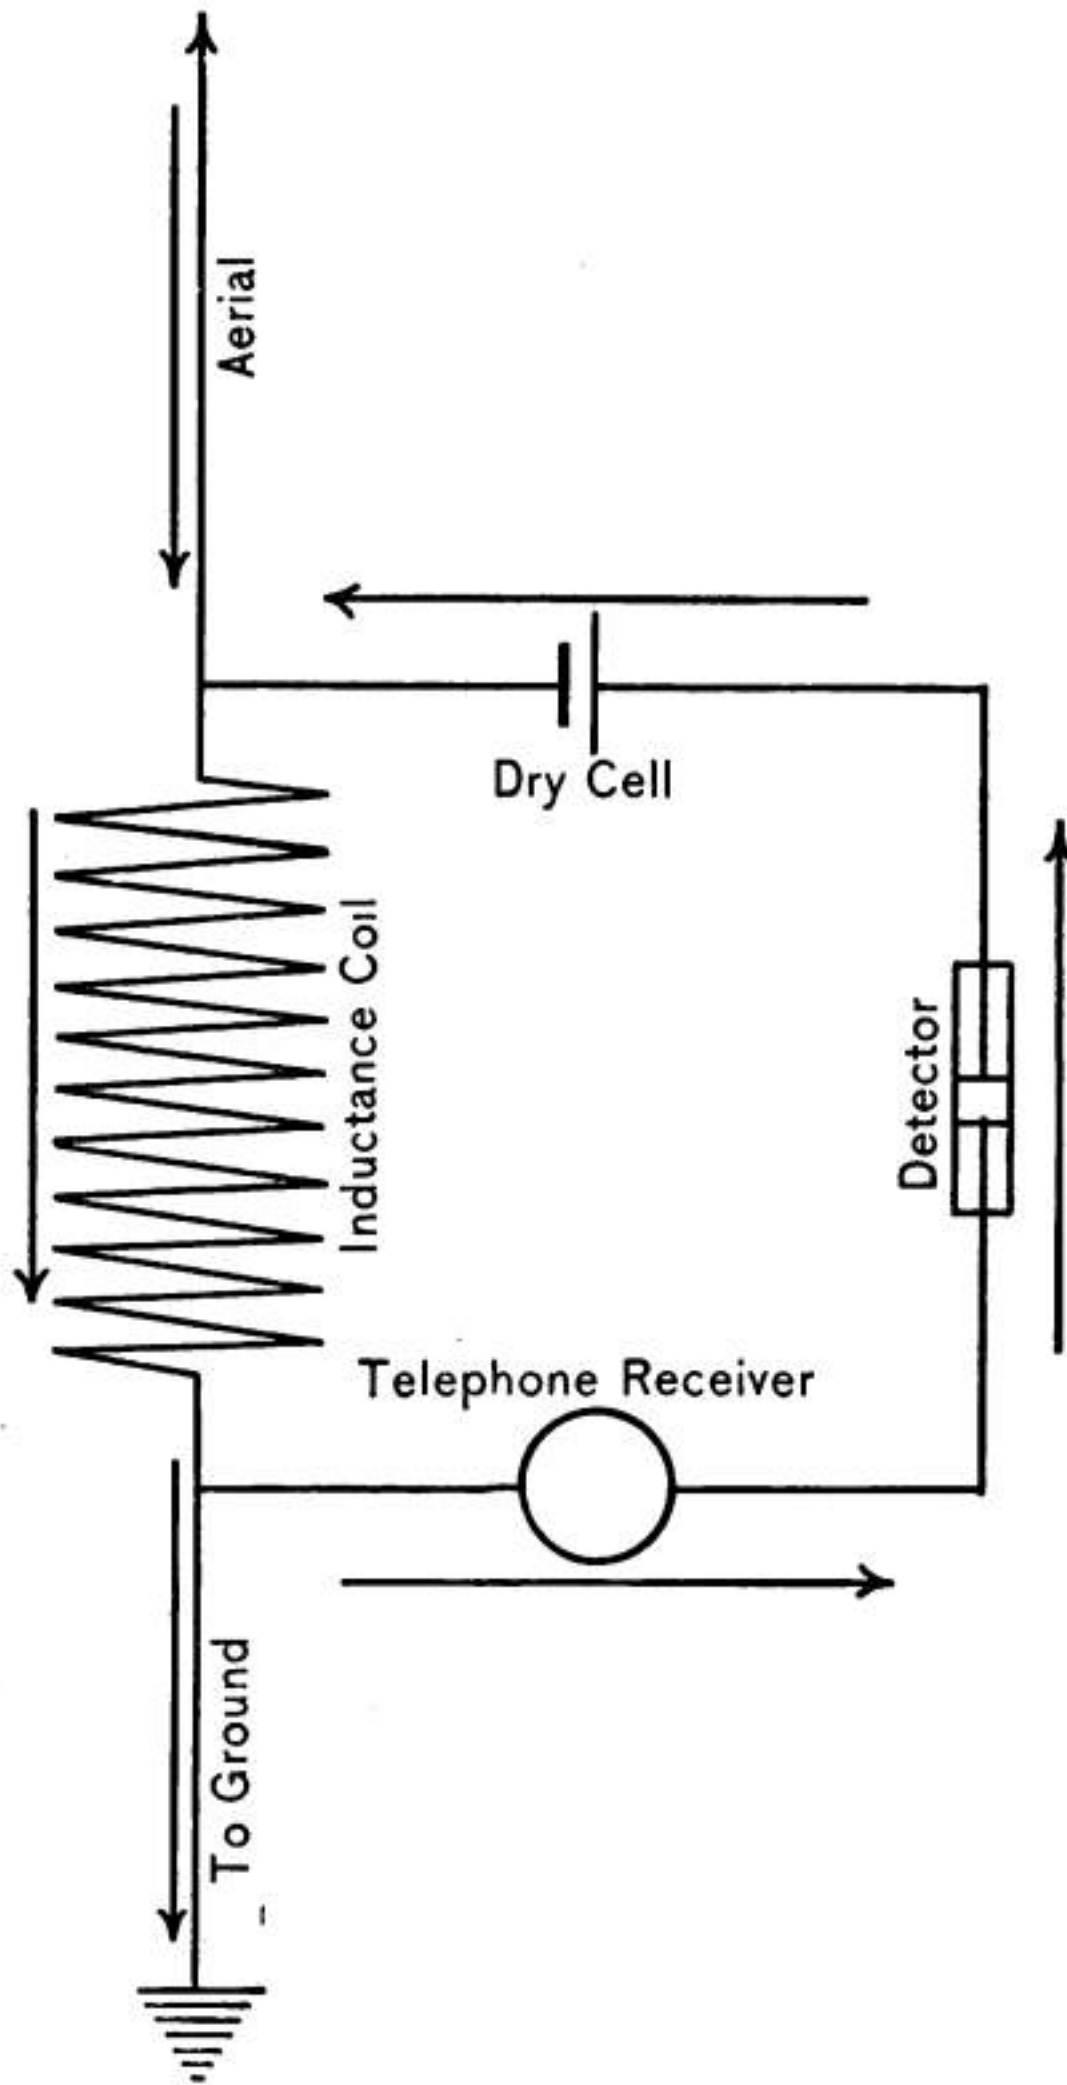 Aerial
Dry Cell
Inductance Coil
Detector
Telephone Receiver
To Ground